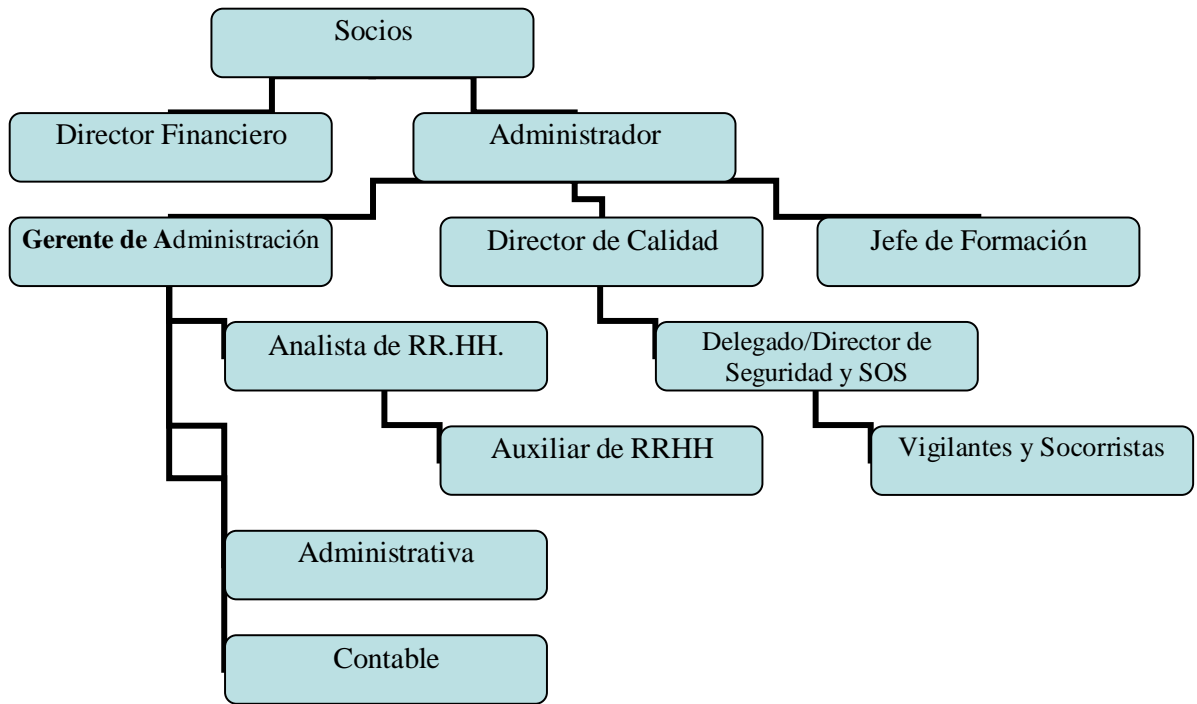 Socios
Director Financiero
Administrador
Gerente de Administración
Director de Calidad
Jefe de Formación
Analista de RR.HH.
Delegado/Director de
Seguridad y SOS
Auxiliar de RRHH
Vigilantes y Socorristas
Administrativa
Contable